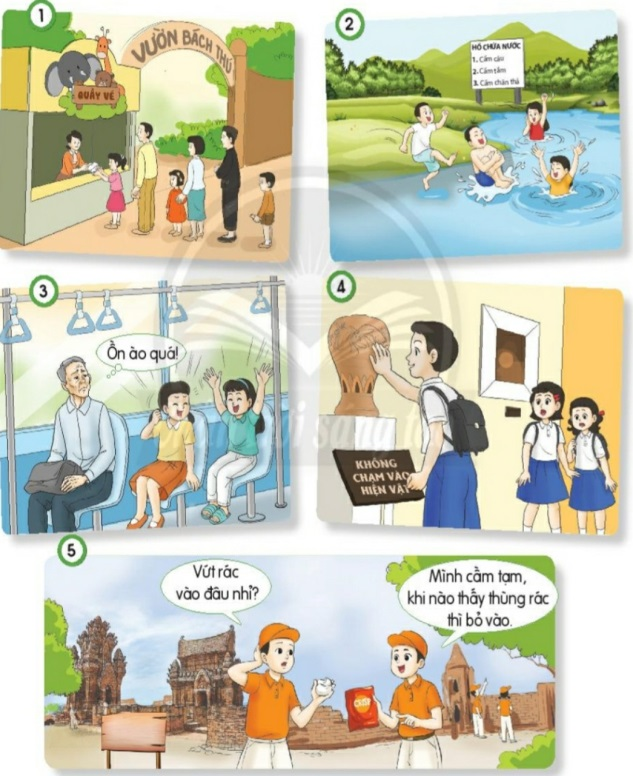 1
VƯỜN BÁCH THÚ
QUẦY VÉ
2
HỒ CHỨA NƯỚC
1. Cấm câu
2. Cấm tắm
3. Cấm chăn thả
3
Ồn ào quá!
4
KHÔNG
CHẠM VÀO
HIỆN VẬT
5
Vứt rác
vào đâu nhỉ?
Mình cầm tạm,
khi nào thấy thùng rác
thì bỏ vào.